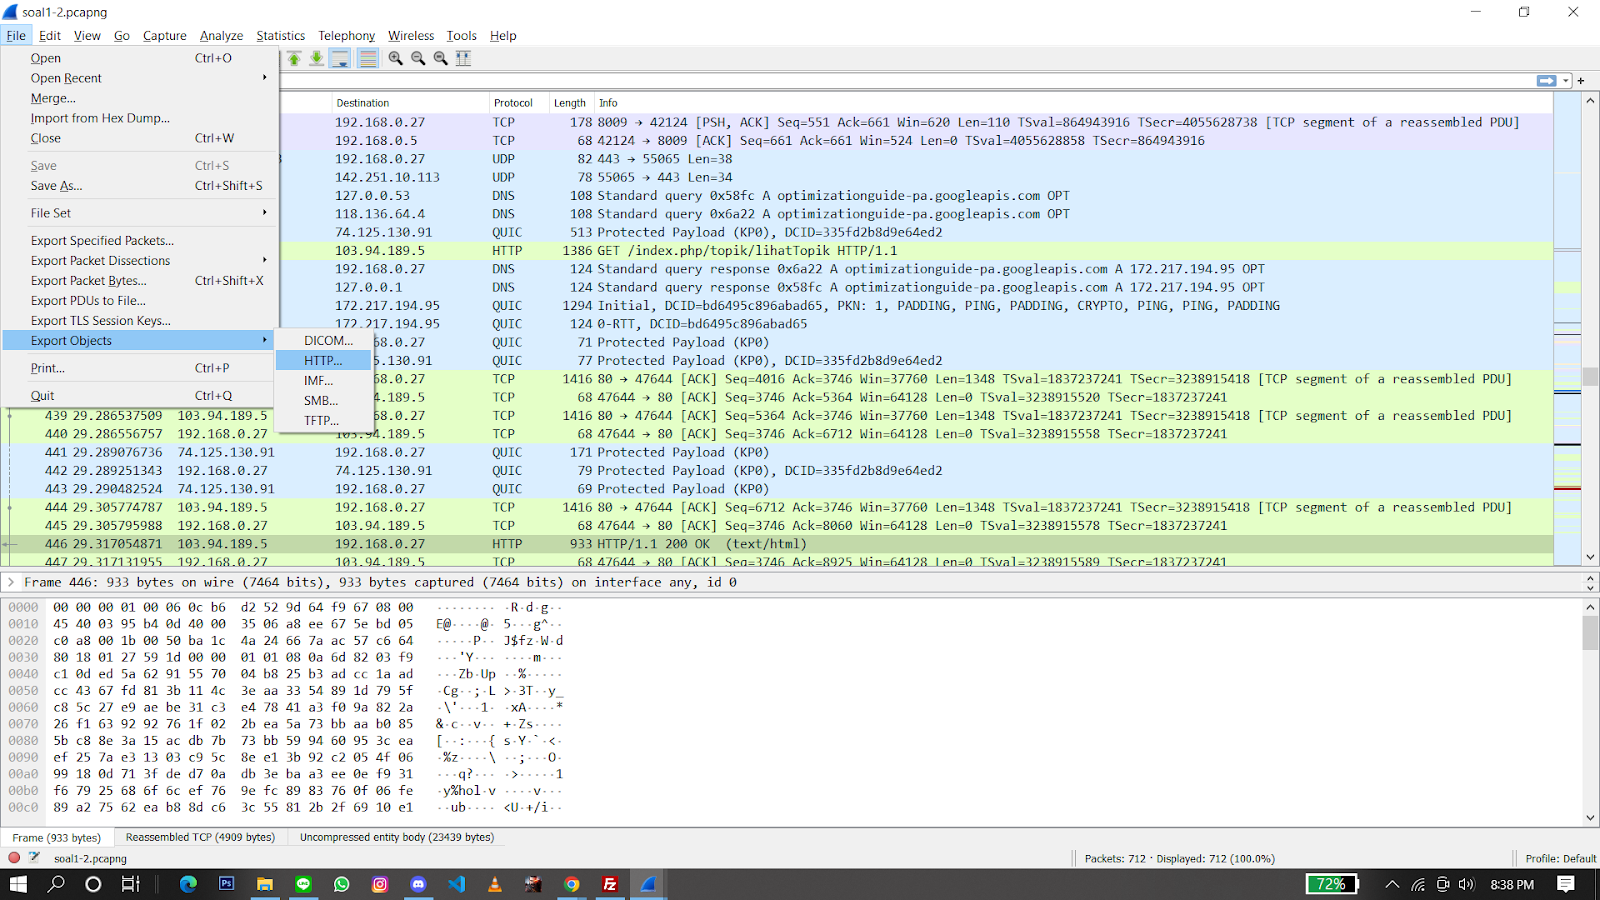 soal1-2.pcapng
File Edit View Go Capture Analyze Statistics Telephony Wireless Tools Help
Open Ctrl+O
Open Recent
Merge...
Import from Hex Dump...
Close Ctrl+W
Save Ctrl+S
Save As... Ctrl+Shift+S
File Set
Export Specified Packets...
Export Packet Dissections
Export Packet Bytes... Ctrl+Shift+X
Export PDUs to File...
Export TLS Session Keys...
Export Objects
Print... Ctrl+P
Quit Ctrl+Q
DICOM...
HTTP...
IMF...
SMB...
TFTP...
Destination Protocol Length Info
192.168.0.27 TCP 178 8009 → 42124 [PSH, ACK] Seq=551 Ack=661 Win=620 Len=110 TSval=864943916 TSecr=4055628738 [TCP segment of a reassembled PDU]
192.168.0.5 TCP 68 42124 → 8009 [ACK] Seq=661 Ack=661 Win=524 Len=0 TSval=4055628858 TSecr=864943916
192.168.0.27 UDP 82 443 → 55065 Len=38
142.251.10.113 UDP 78 55065 → 443 Len=34
127.0.0.53 DNS 108 Standard query 0x58fc A optimizationguide-pa.googleapis.com OPT
118.136.64.4 DNS 108 Standard query 0x6a22 A optimizationguide-pa.googleapis.com OPT
74.125.130.91 QUIC 513 Protected Payload (KP0), DCID=335fd2b8d9e64ed2
103.94.189.5 HTTP 1386 GET /index.php/topik/lihatTopik HTTP/1.1
192.168.0.27 DNS 124 Standard query response 0x6a22 A optimizationguide-pa.googleapis.com A 172.217.194.95 OPT
127.0.0.1 DNS 124 Standard query response 0x58fc A optimizationguide-pa.googleapis.com A 172.217.194.95 OPT
172.217.194.95 QUIC 1294 Initial, DCID=bd6495c896abad65, PKN: 1, PADDING, PING, PADDING, CRYPTO, PING, PING, PADDING
172.217.194.95 QUIC 124 0-RTT, DCID=bd6495c896abad65
.0.27 QUIC 71 Protected Payload (KP0)
.130.91 QUIC 77 Protected Payload (KP0), DCID=335fd2b8d9e64ed2
.0.27 TCP 1416 80 → 47644 [ACK] Seq=4016 Ack=3746 Win=37760 Len=1348 TSval=1837237241 TSecr=3238915418 [TCP segment of a reassembled PDU]
.189.5 TCP 68 47644 → 80 [ACK] Seq=3746 Ack=5364 Win=64128 Len=0 TSval=3238915520 TSecr=1837237241
439 29.286537509 103.94.189.5 .0.27 TCP 1416 80 → 47644 [ACK] Seq=5364 Ack=3746 Win=37760 Len=1348 TSval=1837237241 TSecr=3238915418 [TCP segment of a reassembled PDU]
440 29.286556757 192.168.0.27 103.94.189.5 TCP 68 47644 → 80 [ACK] Seq=3746 Ack=6712 Win=64128 Len=0 TSval=3238915558 TSecr=1837237241
441 29.289076736 74.125.130.91 192.168.0.27 QUIC 171 Protected Payload (KP0)
442 29.289251343 192.168.0.27 74.125.130.91 QUIC 79 Protected Payload (KP0), DCID=335fd2b8d9e64ed2
443 29.290482524 74.125.130.91 192.168.0.27 QUIC 69 Protected Payload (KP0)
444 29.305774787 103.94.189.5 192.168.0.27 TCP 1416 80 → 47644 [ACK] Seq=6712 Ack=3746 Win=37760 Len=1348 TSval=1837237241 TSecr=3238915418 [TCP segment of a reassembled PDU]
445 29.305795988 192.168.0.27 103.94.189.5 TCP 68 47644 → 80 [ACK] Seq=3746 Ack=8060 Win=64128 Len=0 TSval=3238915578 TSecr=1837237241
446 29.317054871 103.94.189.5 192.168.0.27 HTTP 933 HTTP/1.1 200 OK (text/html)
447 29.317131955 192.168.0.27 103.94.189.5 TCP 68 47644 → 80 [ACK] Seq=3746 Ack=8925 Win=64128 Len=0 TSval=3238915589 TSecr=1837237241
Frame 446: 933 bytes on wire (7464 bits), 933 bytes captured (7464 bits) on interface any, id 0
0000 00 00 00 01 00 06 0c b6 d2 52 9d 64 f9 67 08 00 ········ ·R·d·g··
0010 45 40 03 95 b4 0d 40 00 35 06 a8 ee 67 5e bd 05 E@····@· 5···g^··
0020 c0 a8 00 1b 00 50 ba 1c 4a 24 66 7a ac 57 c6 64 ·····P·· J$fz·W·d
0030 80 18 01 27 59 1d 00 00 01 01 08 0a 6d 82 03 f9 ···'Y··· ····m···
0040 c1 0d ed 5a 62 91 55 70 04 b8 25 b3 ad cc 1a ad ···Zb·Up ··%·····
0050 cc 43 67 fd 81 3b 11 4c 3e aa 33 54 89 1d 79 5f ·Cg··;·L >·3T··y_
0060 c8 5c 27 e9 ae be 31 c3 e4 78 41 a3 f0 9a 82 2a ·\'···1· ·xA····*
0070 26 f1 63 92 92 76 1f 02 2b ea 5a 73 bb aa b0 85 &·c··v·· +·Zs····
0080 5b c8 8e 3a 15 ac db 7b 73 bb 59 94 60 95 3c ea [··:···{ s·Y·`·<·
0090 ef 25 7a e3 13 03 c9 5c 8e e1 3b 92 c2 05 4f 06 ·%z····\ ··;···O·
00a0 99 18 0d 71 3f de d7 0a db 3e ba a3 ee 0e f9 31 ···q?··· ·>·····1
00b0 f6 79 25 68 6f 6c ef 76 9e fc 89 83 76 0f 06 fe ·y%hol·v ····v···
00c0 89 a2 75 62 ea b8 8d c6 3c 55 81 2b 2f 69 10 e1 ··ub···· <U·+/i··
Frame (933 bytes) Reassembled TCP (4909 bytes) Uncompressed entity body (23439 bytes)
soal1-2.pcapng Packets: 712 · Displayed: 712 (100.0%) Profile: Default
72% 8:38 PM